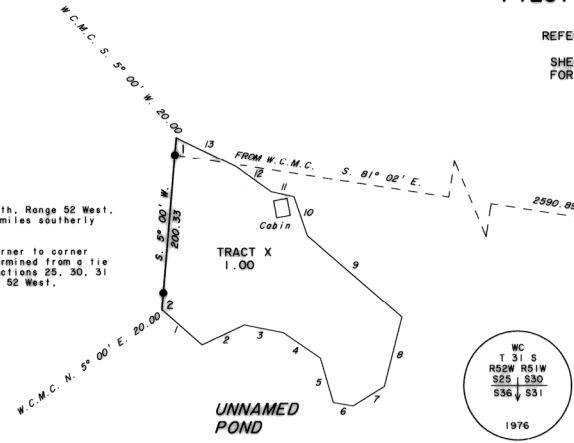 REFE
SHE
FOR
W.C.M.C. S. 5° 00' W. 20.00
1
13
FROM W.C.M.C. S. 81° 02' E.
2590.89
12
11
10
Cabin
th, Range 52 West,
miles southerly
rner to corner
rmined from a tie
ctions 25, 30, 31
52 West,
S. 5° 00' W.
200.33
TRACT X
1.00
9
2
W.C.M.C. N. 5° 00' E. 20.00
1
2
3
4
5
6
7
8
UNNAMED
POND
WC
T 31 S
R52W R51W
S25 S30
S36 S31
1976